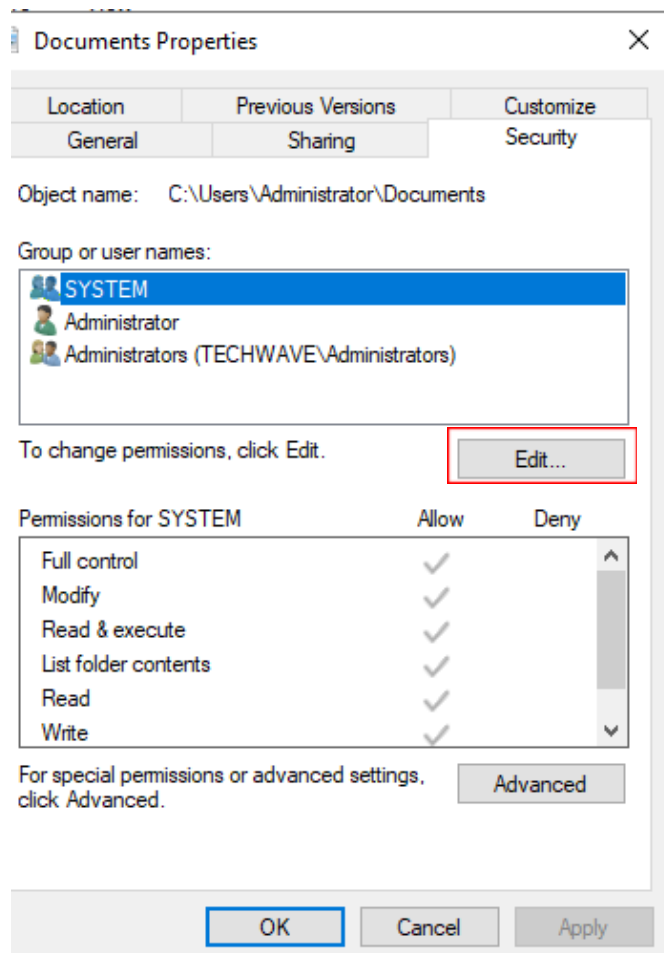 Documents Properties
Location Previous Versions Customize
General Sharing Security
Object name: C:\Users\Administrator\Documents
Group or user names:
SYSTEM
Administrator
Administrators (TECHWAVE\Administrators)
To change permissions, click Edit. Edit...
Permissions for SYSTEM Allow Deny
Full control
Modify
Read & execute
List folder contents
Read
Write
For special permissions or advanced settings,
click Advanced. Advanced
OK Cancel Apply